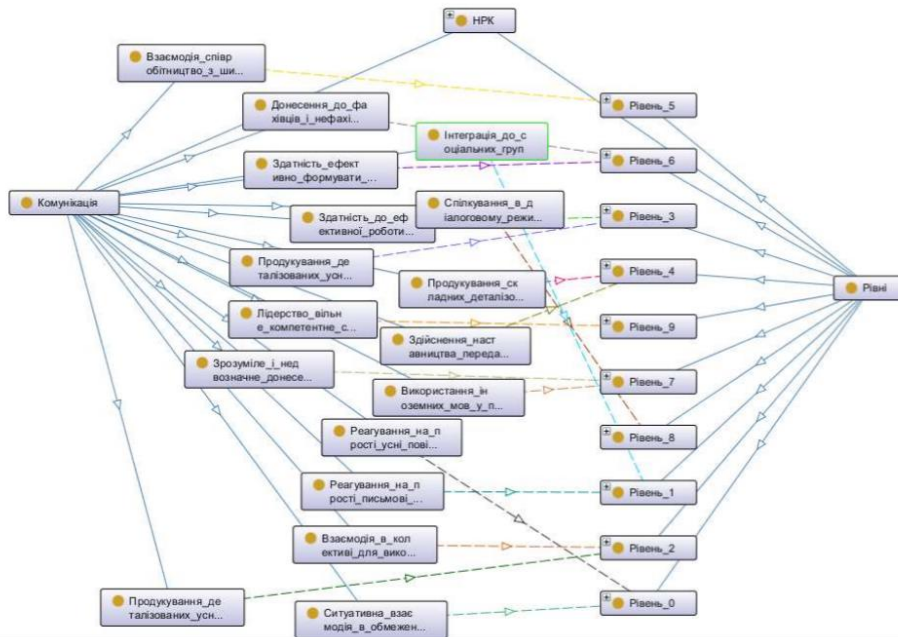 НРК
Взаємодія_співр
обітництво_з_ши...
Рівень_5
Донесення_до_фа
хівців_і_нефахі...
Інтеграція_до_с
оціальних_груп
Рівень_6
Здатність_ефект
ивно_формувати_...
Комунікація
Спілкування_в_д
іалоговому_режи...
Здатність_до_еф
ективної_роботи...
Рівень_3
Продукування_де
талізованих_усн...
Рівень_4
Продукування_ск
ладних_деталізо...
Рівні
Лідерство_вільн
е_компетентне_с...
Рівень_9
Здійснення_наст
авництва_переда...
Зрозуміле_і_нед
возначне_донесе...
Рівень_7
Використання_ін
оземних_мов_у_п...
Реагування_на_п
рості_усні_пові...
Рівень_8
Реагування_на_п
рості_письмові_...
Рівень_1
Взаємодія_в_кол
ективі_для_вико...
Рівень_2
Продукування_де
талізованих_усн...
Ситуативна_взає
модія_в_обмежен...
Рівень_0